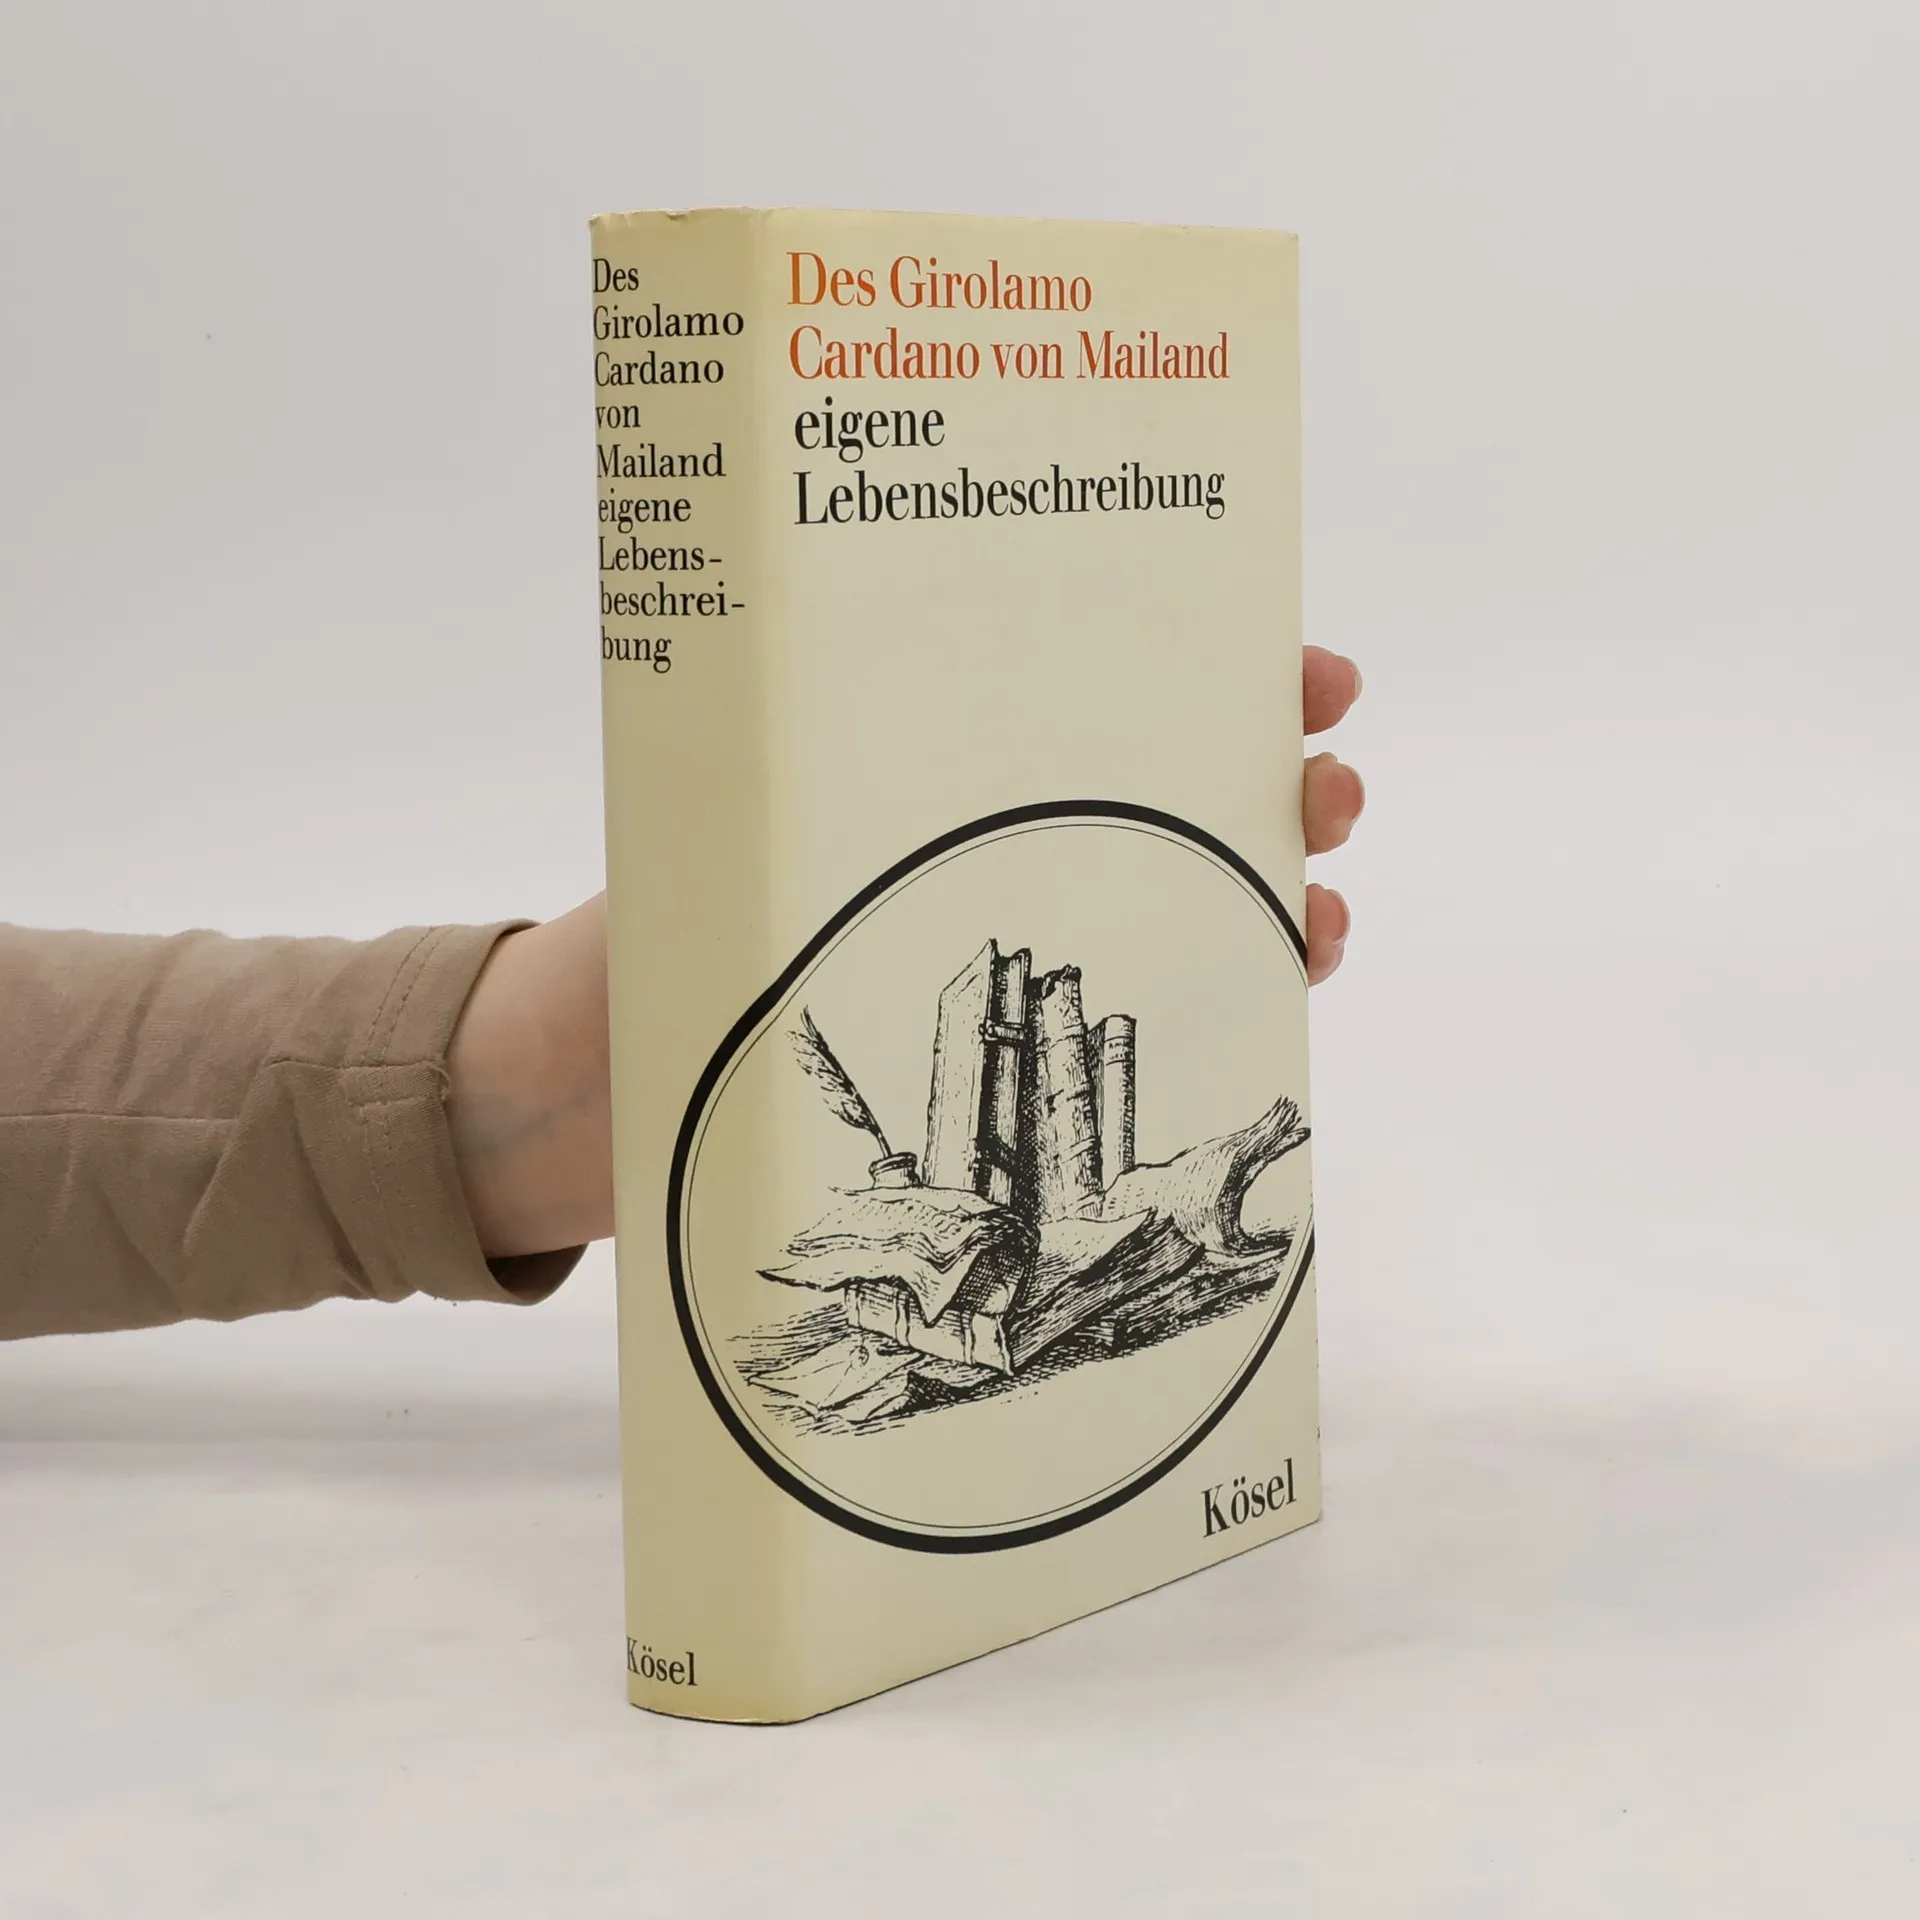 Des
Girolamo
Cardano
von
Mailand
eigene
Lebens-
beschrei-
bung
Kösel
Des Girolamo
Cardano von Mailand
eigene
Lebensbeschreibung
Kösel